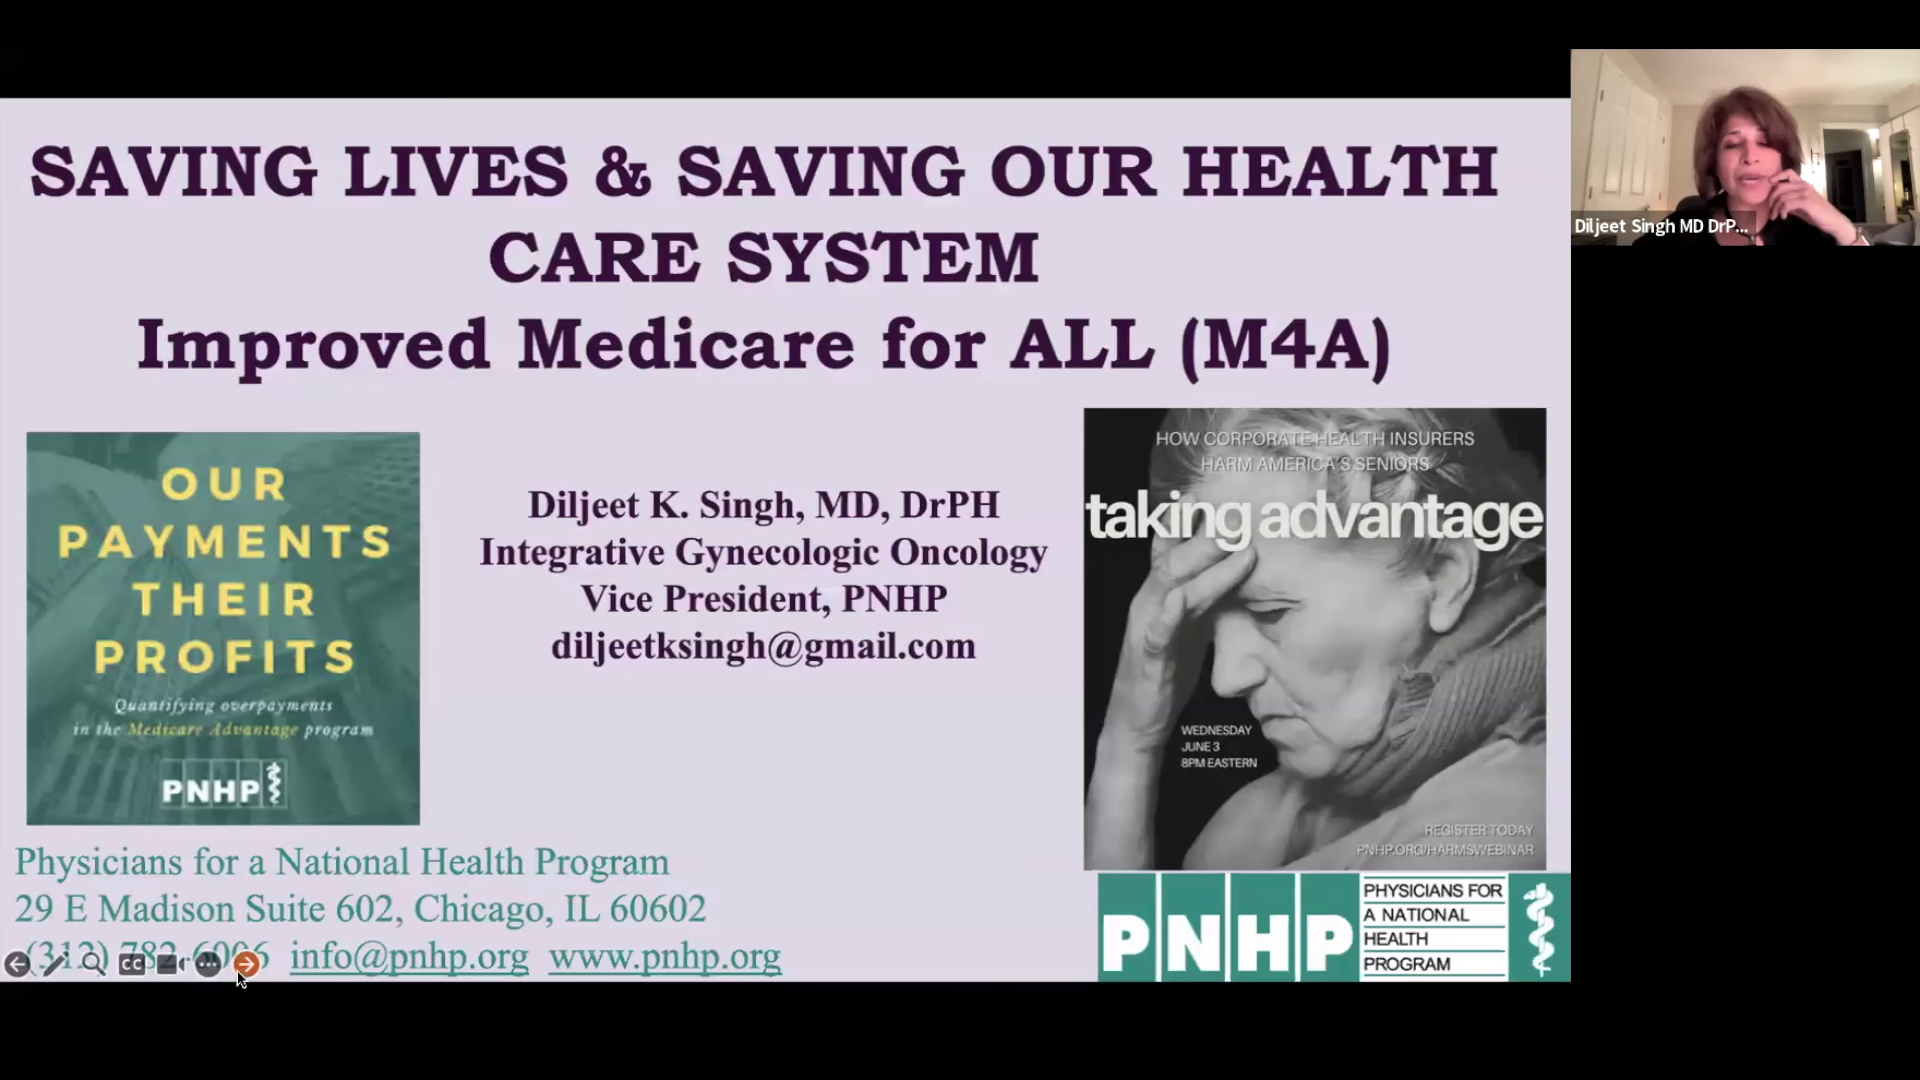 SAVING LIVES & SAVING OUR HEALTH
CARE SYSTEM
Improved Medicare for ALL (M4A)
OUR
PAYMENTS
THEIR
PROFITS
Quantifying overpayments
in the Medicare Advantage program
PNHP
Diljeet K. Singh, MD, DrPH
Integrative Gynecologic Oncology
Vice President, PNHP
diljeetksingh@gmail.com
HOW CORPORATE HEALTH INSURERS
HARM AMERICA'S SENIORS
taking advantage
WEDNESDAY
JUNE 3
8PM EASTERN
REGISTER TODAY
PNHP.ORG/HARMSWEBINAR
Physicians for a National Health Program
29 E Madison Suite 602, Chicago, IL 60602
(312) 782-6006 info@pnhp.org www.pnhp.org
CC
PNHP
PHYSICIANS FOR
A NATIONAL
HEALTH
PROGRAM
Diljeet Singh MD DrP...